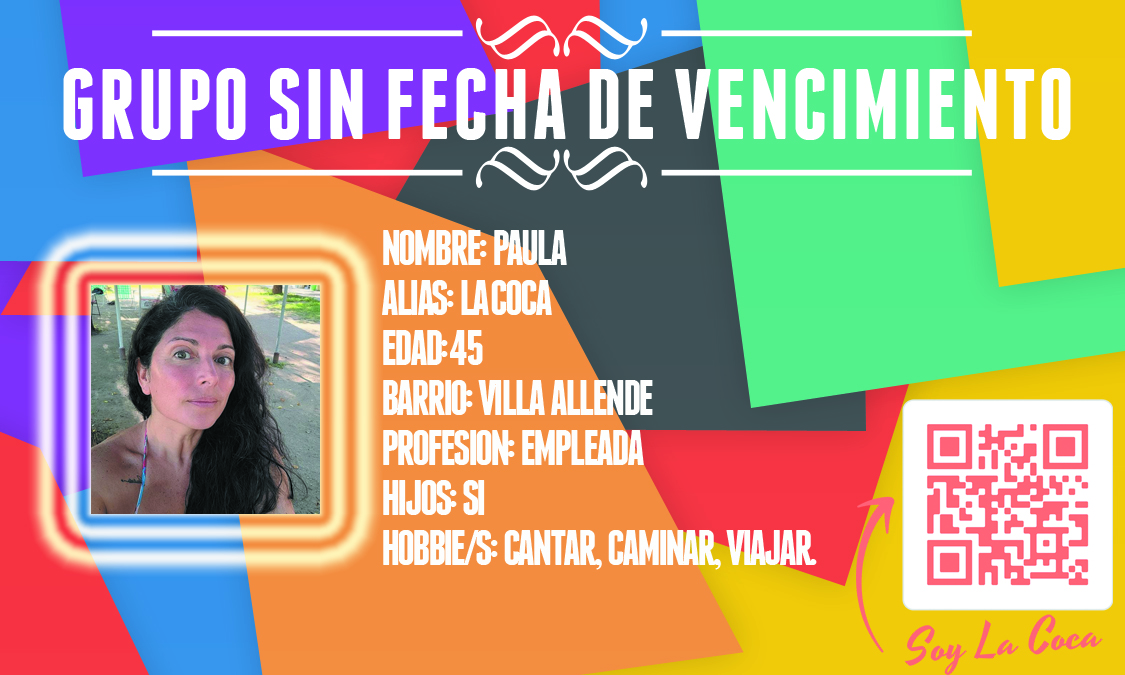 GRUPO SIN FECHA DE VENCIMIENTO
NOMBRE: PAULA
ALIAS: LA COCA
EDAD: 45
BARRIO: VILLA ALLENDE
PROFESION: EMPLEADA
HIJOS: SI
HOBBIE/S: CANTAR, CAMINAR, VIAJAR.
Soy La Coca